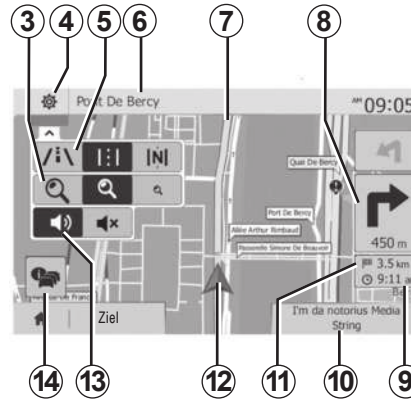 3 4 5 6 7 8
Pont De Bercy
AM 09:05
N
Quai De Bercy
Port De Bercy
Allée Arthur Rimbaud
Passerelle Simone De Beauvoir
450 m
3.5 km
9:11
I'm da notorius Media
String
Ziel
14 13 12 11 10 9